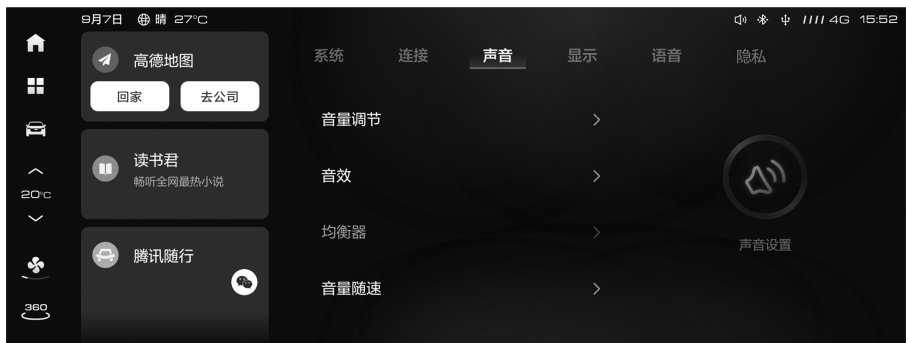 9月7日 晴 27°C 4G 15:52
高德地图
回家 去公司
读书君
畅听全网最热小说
腾讯随行
20°C
360
系统 连接 声音 显示 语音 隐私
音量调节
音效
均衡器
音量随速
声音设置